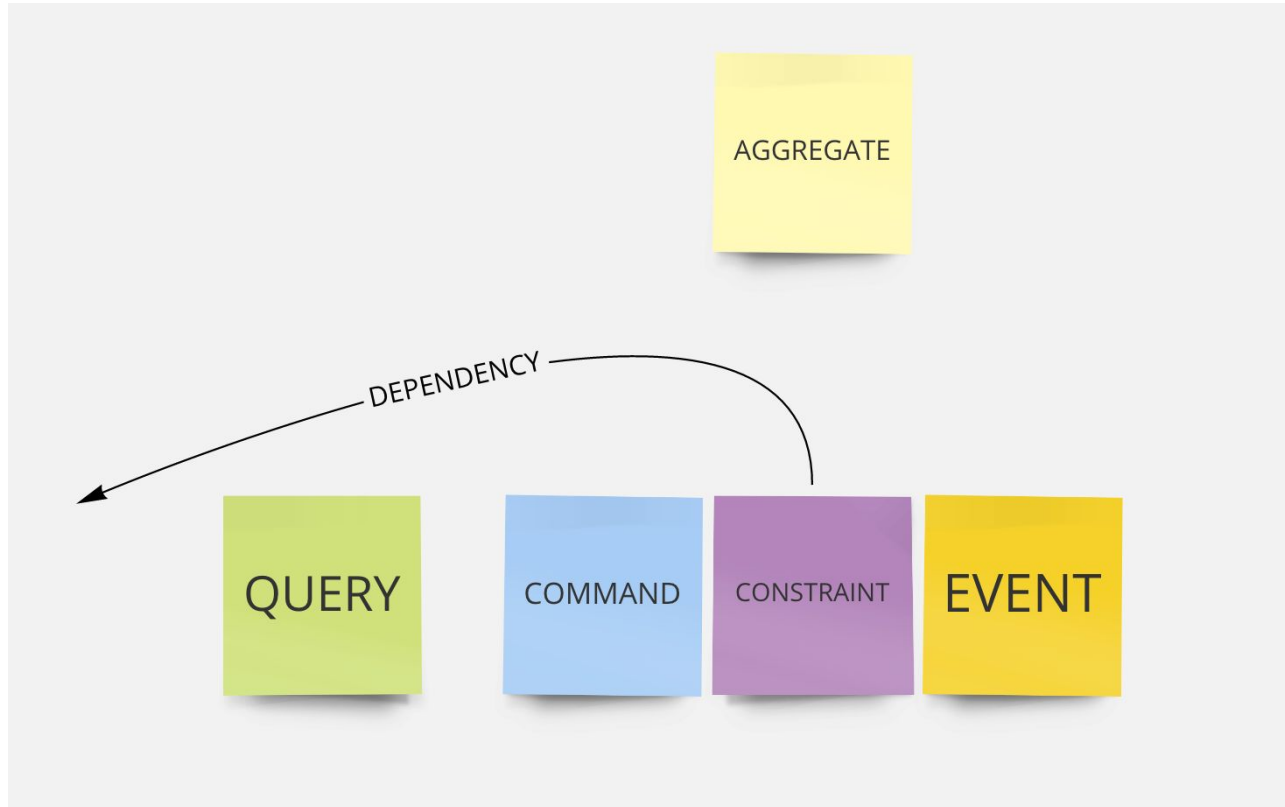 AGGREGATE
DEPENDENCY
QUERY
COMMAND
CONSTRAINT
EVENT